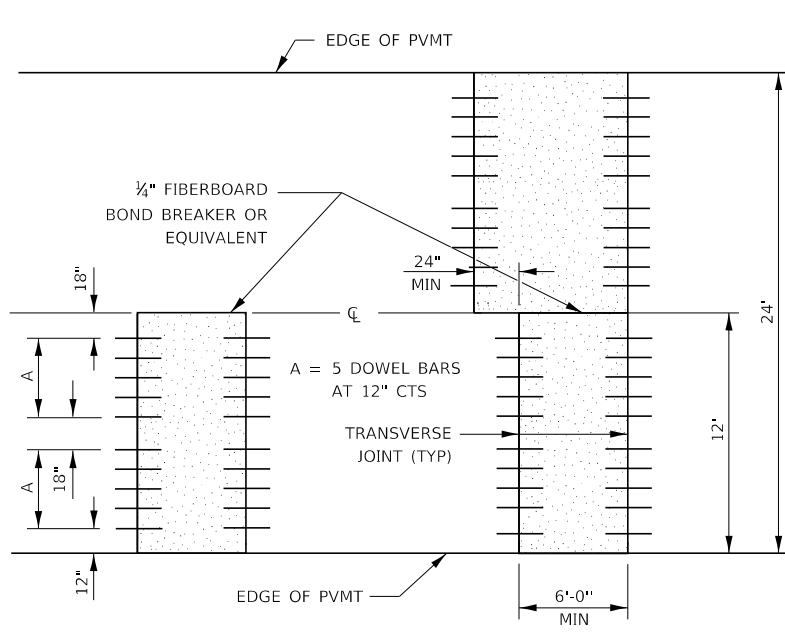 EDGE OF PVMT
¼" FIBERBOARD
BOND BREAKER OR
EQUIVALENT
24"
MIN
18"
℄
24'
A = 5 DOWEL BARS
AT 12" CTS
A
12'
TRANSVERSE
JOINT (TYP)
A
18"
12"
EDGE OF PVMT
6'-0"
MIN